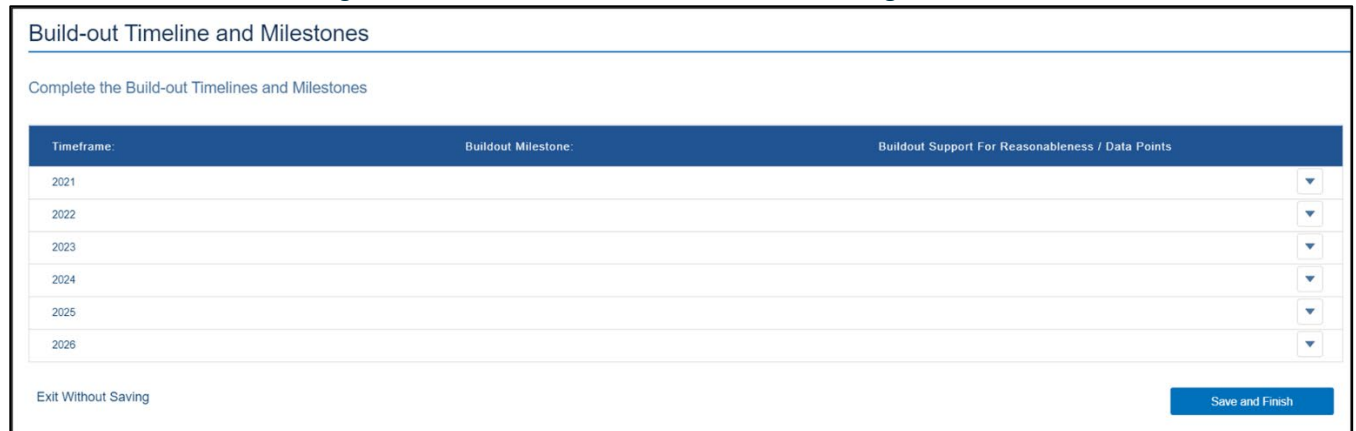 Build-out Timeline and Milestones
Complete the Build-out Timelines and Milestones
Timeframe: Buildout Milestone: Buildout Support For Reasonableness / Data Points
2021
2022
2023
2024
2025
2026
Exit Without Saving Save and Finish